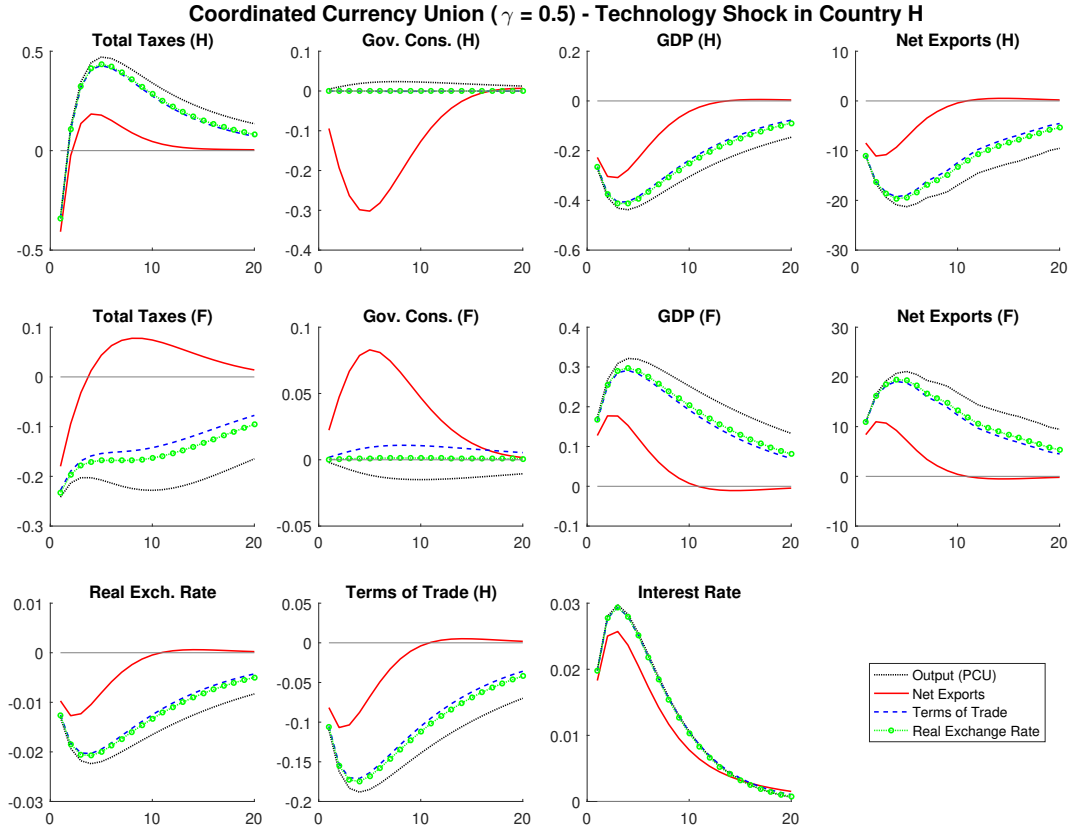 Coordinated Currency Union ( γ = 0.5) - Technology Shock in Country H
Total Taxes (H)
0.5
0
-0.5
0 10 20
Gov. Cons. (H)
0.1
0
-0.1
-0.2
-0.3
-0.4
0 10 20
GDP (H)
0.2
0
-0.2
-0.4
-0.6
0 10 20
Net Exports (H)
10
0
-10
-20
-30
0 10 20
Total Taxes (F)
0.1
0
-0.1
-0.2
-0.3
0 10 20
Gov. Cons. (F)
0.1
0.05
0
-0.05
0 10 20
GDP (F)
0.4
0.3
0.2
0.1
0
-0.1
0 10 20
Net Exports (F)
30
20
10
0
-10
0 10 20
Real Exch. Rate
0.01
0
-0.01
-0.02
-0.03
0 10 20
Terms of Trade (H)
0.05
0
-0.05
-0.1
-0.15
-0.2
0 10 20
Interest Rate
0.03
0.02
0.01
0
0 10 20
Output (PCU)
Net Exports
Terms of Trade
Real Exchange Rate